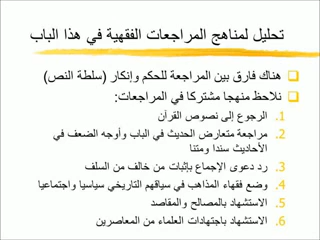 تحليل لمناهج المراجعات الفقهية في هذا الباب
هناك فارق بين المراجعة للحكم وإنكار (سلطة النص)
نلاحظ منهجا مشتركا في المراجعات:
1. الرجوع إلى نصوص القرآن
2. مراجعة متعارض الحديث في الباب وأوجه الضعف في
الأحاديث سندا ومتنا
3. رد دعوى الإجماع بإثبات من خالف من السلف
4. وضع فقهاء المذاهب في سياقهم التاريخي سياسيا واجتماعيا
5. الاستشهاد بالمصالح والمقاصد
6. الاستشهاد باجتهادات العلماء من المعاصرين